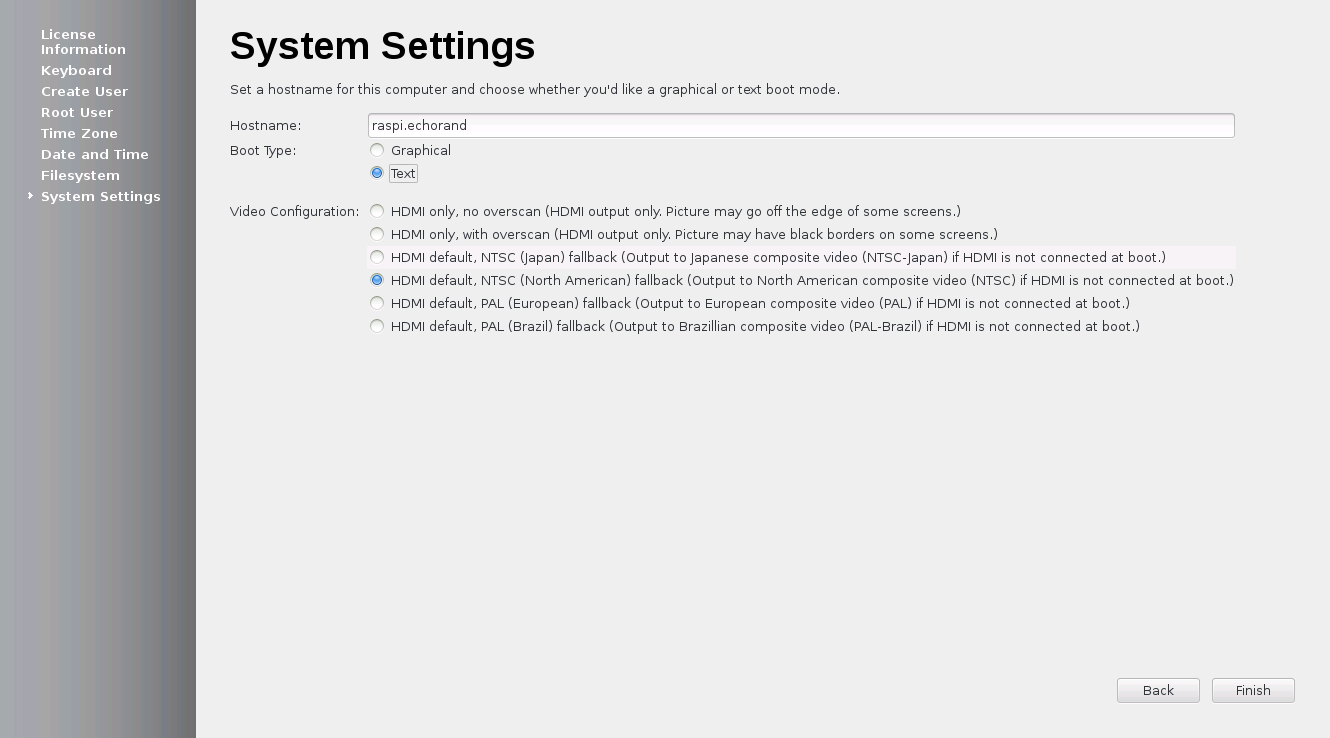 License
Information
Keyboard
Create User
Root User
Time Zone
Date and Time
Filesystem
System Settings
System Settings
Set a hostname for this computer and choose whether you'd like a graphical or text boot mode.
Hostname: raspi.echorand
Boot Type: Graphical
Text
Video Configuration: HDMI only, no overscan (HDMI output only. Picture may go off the edge of some screens.)
HDMI only, with overscan (HDMI output only. Picture may have black borders on some screens.)
HDMI default, NTSC (Japan) fallback (Output to Japanese composite video (NTSC-Japan) if HDMI is not connected at boot.)
HDMI default, NTSC (North American) fallback (Output to North American composite video (NTSC) if HDMI is not connected at boot.)
HDMI default, PAL (European) fallback (Output to European composite video (PAL) if HDMI is not connected at boot.)
HDMI default, PAL (Brazil) fallback (Output to Brazillian composite video (PAL-Brazil) if HDMI is not connected at boot.)
Back Finish